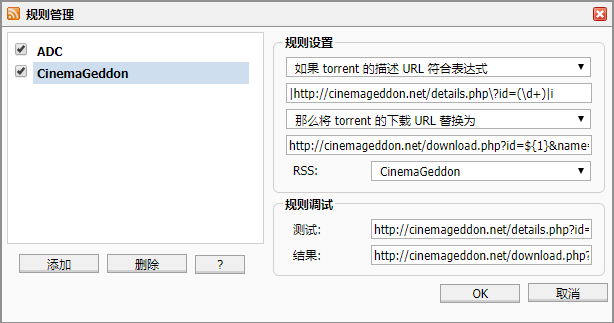 规则管理
ADC
CinemaGeddon
添加
删除
?
规则设置
如果 torrent 的描述 URL 符合表达式
|http://cinemageddon.net/details.php\?id=(\d+)|i
那么将 torrent 的下载 URL 替换为
http://cinemageddon.net/download.php?id=${1}&name=
RSS:
CinemaGeddon
规则调试
测试:
http://cinemageddon.net/details.php?id=
结果:
http://cinemageddon.net/download.php?
OK
取消